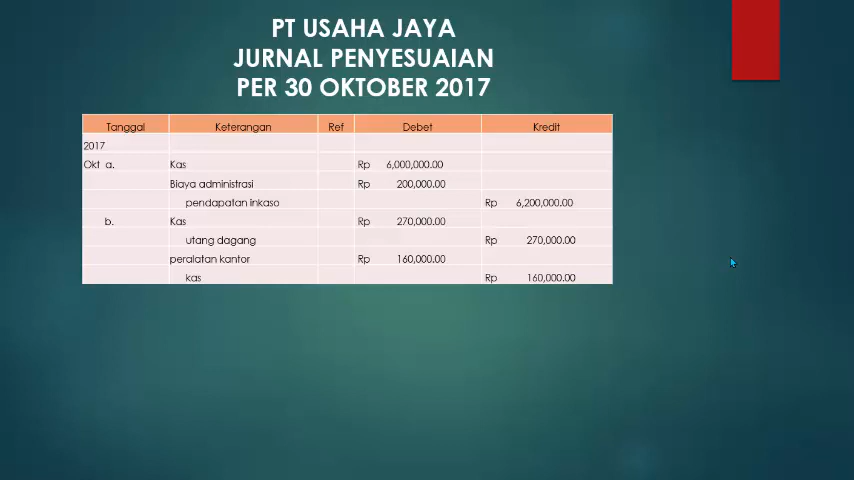 PT USAHA JAYA
JURNAL PENYESUAIAN
PER 30 OKTOBER 2017
Tanggal Keterangan Ref Debet Kredit
2017
Okt a. Kas Rp 6,000,000.00
Biaya administrasi Rp 200,000.00
pendapatan inkaso Rp 6,200,000.00
b. Kas Rp 270,000.00
utang dagang Rp 270,000.00
peralatan kantor Rp 160,000.00
kas Rp 160,000.00